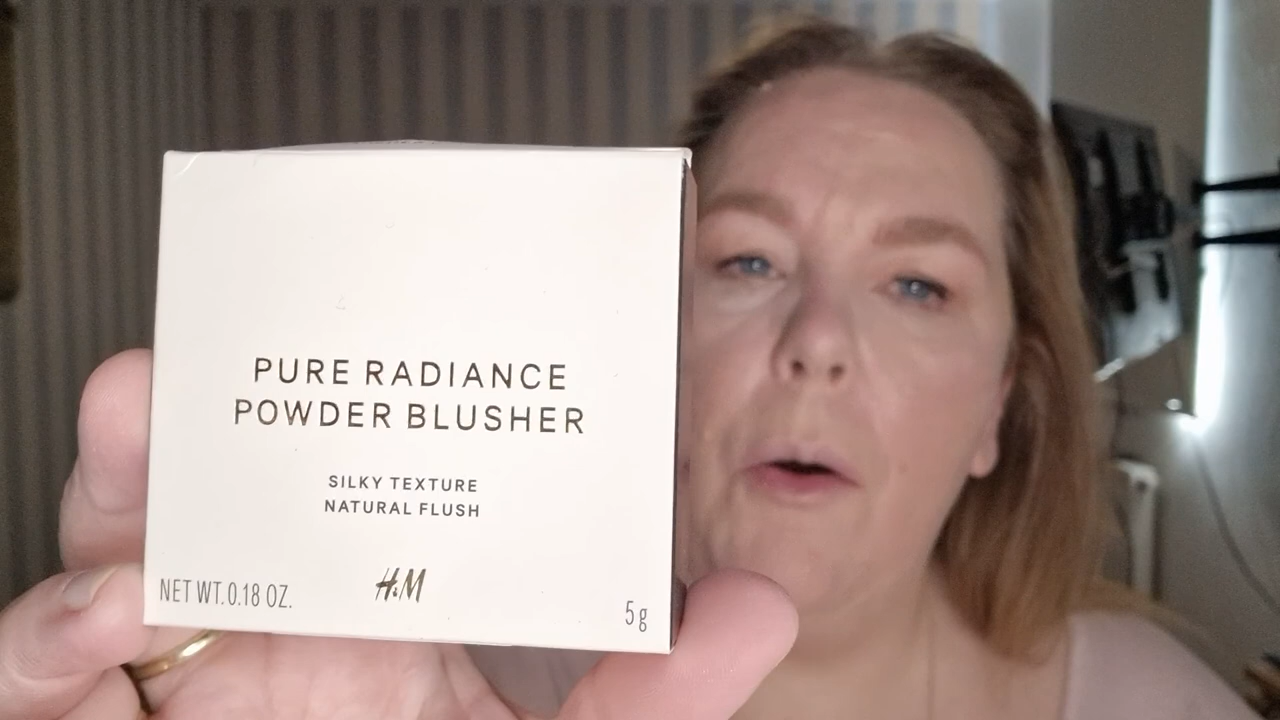 PURE RADIANCE
POWDER BLUSHER
SILKY TEXTURE
NATURAL FLUSH
H&M
NET WT. 0.18 OZ.
5g